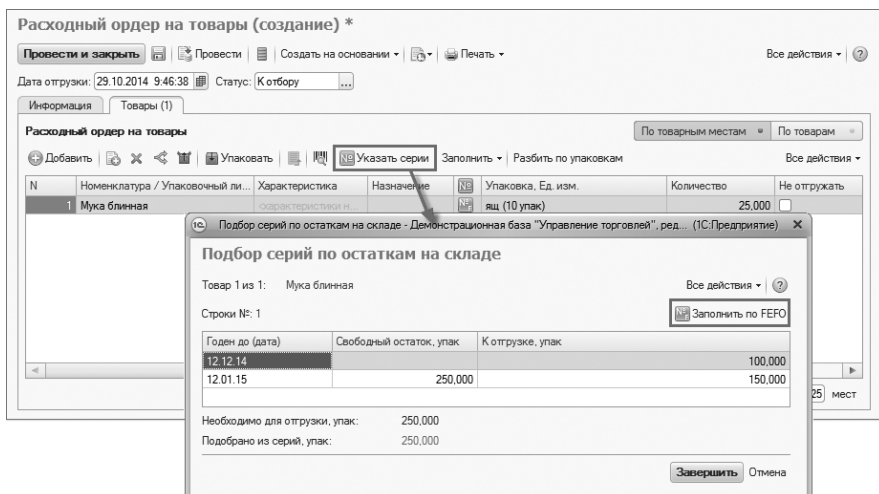 Расходный ордер на товары (создание) *
Провести и закрыть Провести Создать на основании Печать Все действия ?
Дата отгрузки: 29.10.2014 9:46:38 Статус: К отбору ...
Информация Товары (1)
Расходный ордер на товары По товарным местам По товарам
Добавить Упаковать № Указать серии Заполнить Разбить по упаковкам Все действия
N Номенклатура / Упаковочный ли... Характеристика Назначение № Упаковка, Ед. изм. Количество Не отгружать
1 Мука блинная <характеристики н... № ящ (10 упак) 25,000
1С Подбор серий по остаткам на складе - Демонстрационная база "Управление торговлей", ред... (1С:Предприятие) X
Подбор серий по остаткам на складе
Товар 1 из 1: Мука блинная Все действия ?
Строки №: 1 № Заполнить по FEFO
Годен до (дата) Свободный остаток, упак К отгрузке, упак
12.12.14 100,000
12.01.15 250,000 150,000
25 мест
Необходимо для отгрузки, упак: 250,000
Подобрано из серий, упак: 250,000
Завершить Отмена